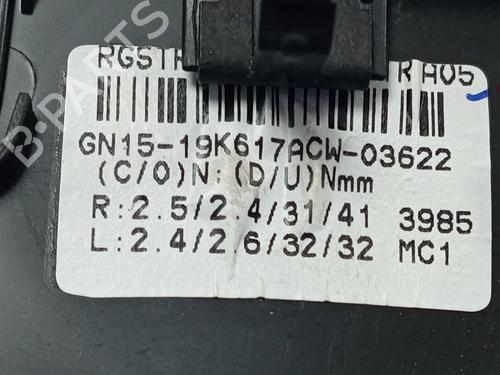 RGSTR RA05
GN15-19K617ACW-03622
(C/O)N:(D/U)Nmm
R:2.5/2.4/31/41 3985
L:2.4/2.6/32/32 MC1
B-PARTS